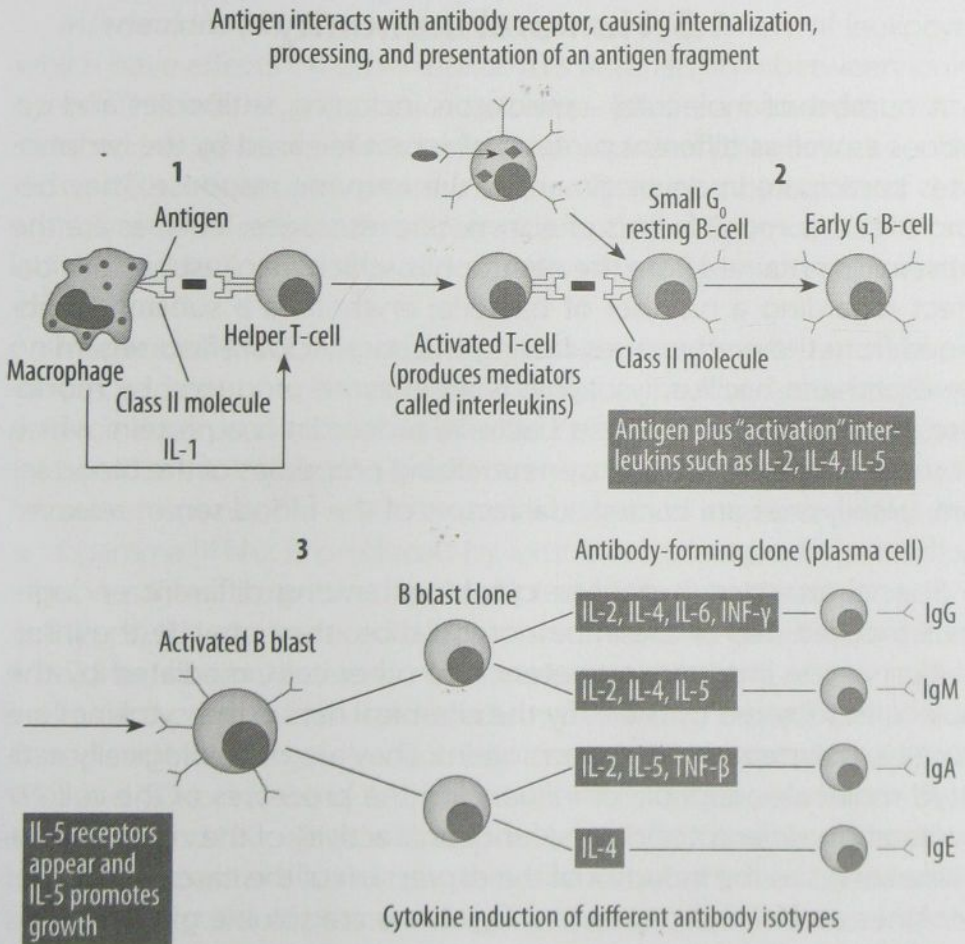 Antigen interacts with antibody receptor, causing internalization,
processing, and presentation of an antigen fragment
1
Antigen
Macrophage
Class II molecule
IL-1
Helper T-cell
Activated T-cell
(produces mediators
called interleukins)
2
Small G0
resting B-cell
Early G1 B-cell
Class II molecule
Antigen plus "activation" inter-
leukins such as IL-2, IL-4, IL-5
3
Activated B blast
B blast clone
Antibody-forming clone (plasma cell)
IL-2, IL-4, IL-6, INF-γ
IgG
IL-2, IL-4, IL-5
IgM
IL-2, IL-5, TNF-β
IgA
IL-4
IgE
IL-5 receptors
appear and
IL-5 promotes
growth
Cytokine induction of different antibody isotypes